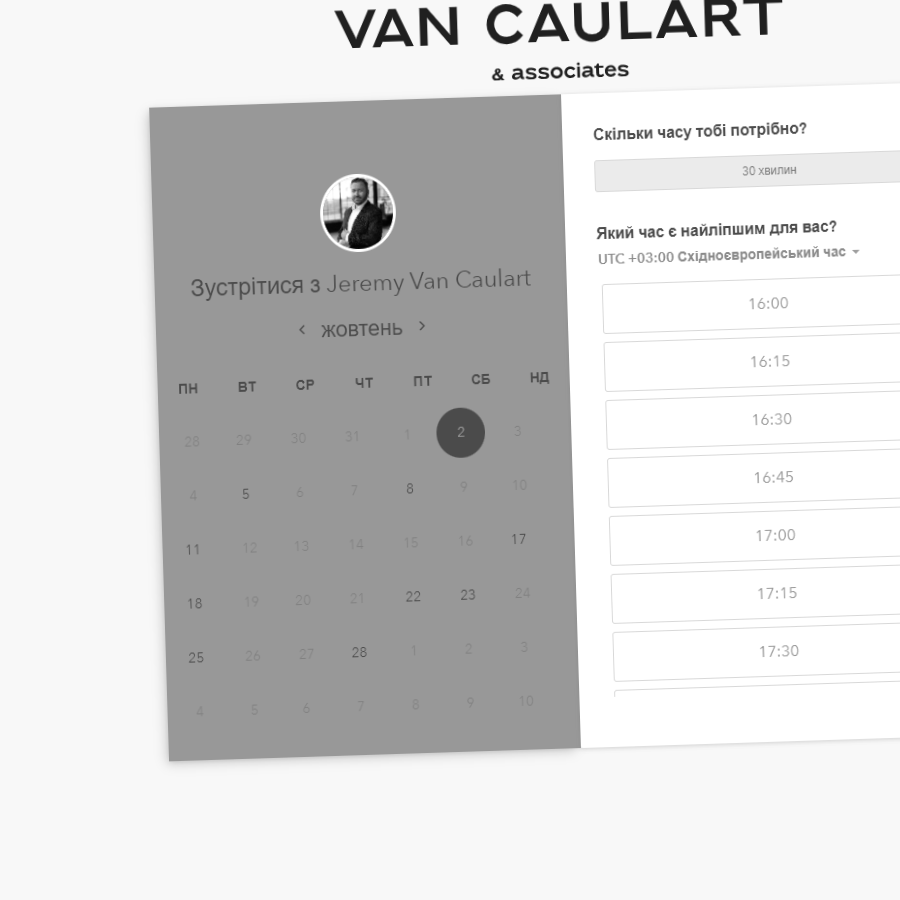 VAN CAULART
& associates
Зустрітися з Jeremy Van Caulart
жовтень
ПН ВТ СР ЧТ ПТ СБ НД
28 29 30 31 1 2 3
4 5 6 7 8 9 10
11 12 13 14 15 16 17
18 19 20 21 22 23 24
25 26 27 28 1 2 3
4 5 6 7 8 9 10
Скільки часу тобі потрібно?
30 хвилин
Який час є найліпшим для вас?
UTC +03:00 Східноєвропейський час
16:00
16:15
16:30
16:45
17:00
17:15
17:30